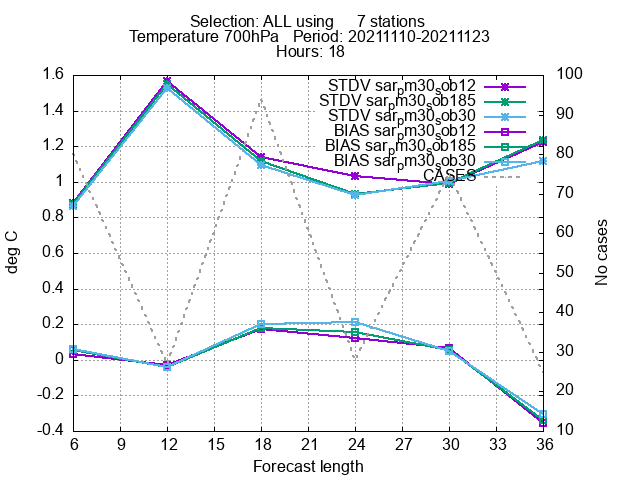 Selection: ALL using 7 stations
Temperature 700hPa Period: 20211110-20211123
Hours: 18
STDV sar_pm30_sob12
STDV sar_pm30_sob185
STDV sar_pm30_sob30
BIAS sar_pm30_sob12
BIAS sar_pm30_sob185
BIAS sar_pm30_sob30
CASES
1.6
1.4
1.2
1
0.8
0.6
0.4
0.2
0
-0.2
-0.4
deg C
100
90
80
70
60
50
40
30
20
10
No cases
6 9 12 15 18 21 24 27 30 33 36
Forecast length